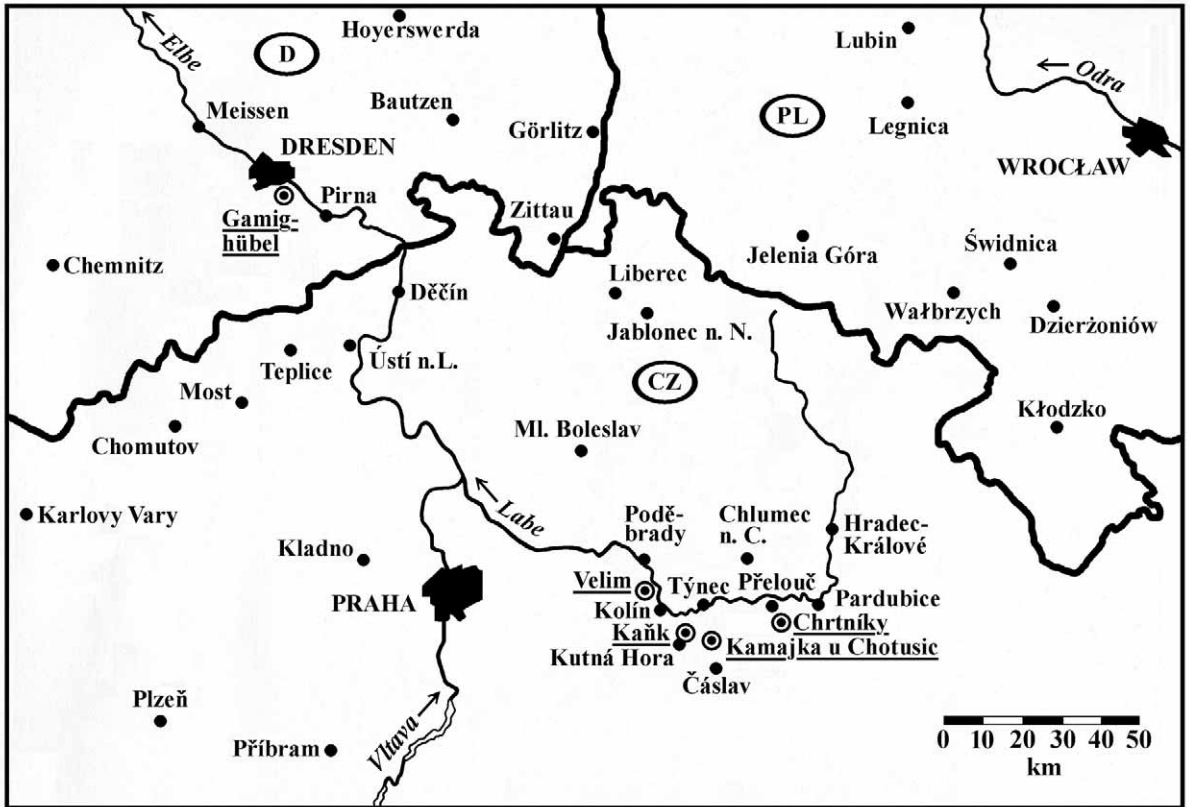 Hoyerswerda
Lubin
Elbe
D
Odra
Bautzen
PL
Meissen
Görlitz
Legnica
DRESDEN
WROCŁAW
Pirna
Gamig-
hübel
Zittau
Świdnica
Jelenia Góra
Chemnitz
Liberec
Děčín
Wałbrzych
Jablonec n. N.
Dzierżoniów
Teplice
Ústí n.L.
CZ
Most
Kłodzko
Chomutov
Ml. Boleslav
Karlovy Vary
Labe
Podě-
brady
Chlumec
n. C.
Hradec-
Králové
Kladno
Velim
Týnec
Přelouč
PRAHA
Kolín
Pardubice
Kaňk
Chrtníky
Kutná Hora
Kamajka u Chotusic
Čáslav
Plzeň
Vltava
Příbram
0 10 20 30 40 50
km